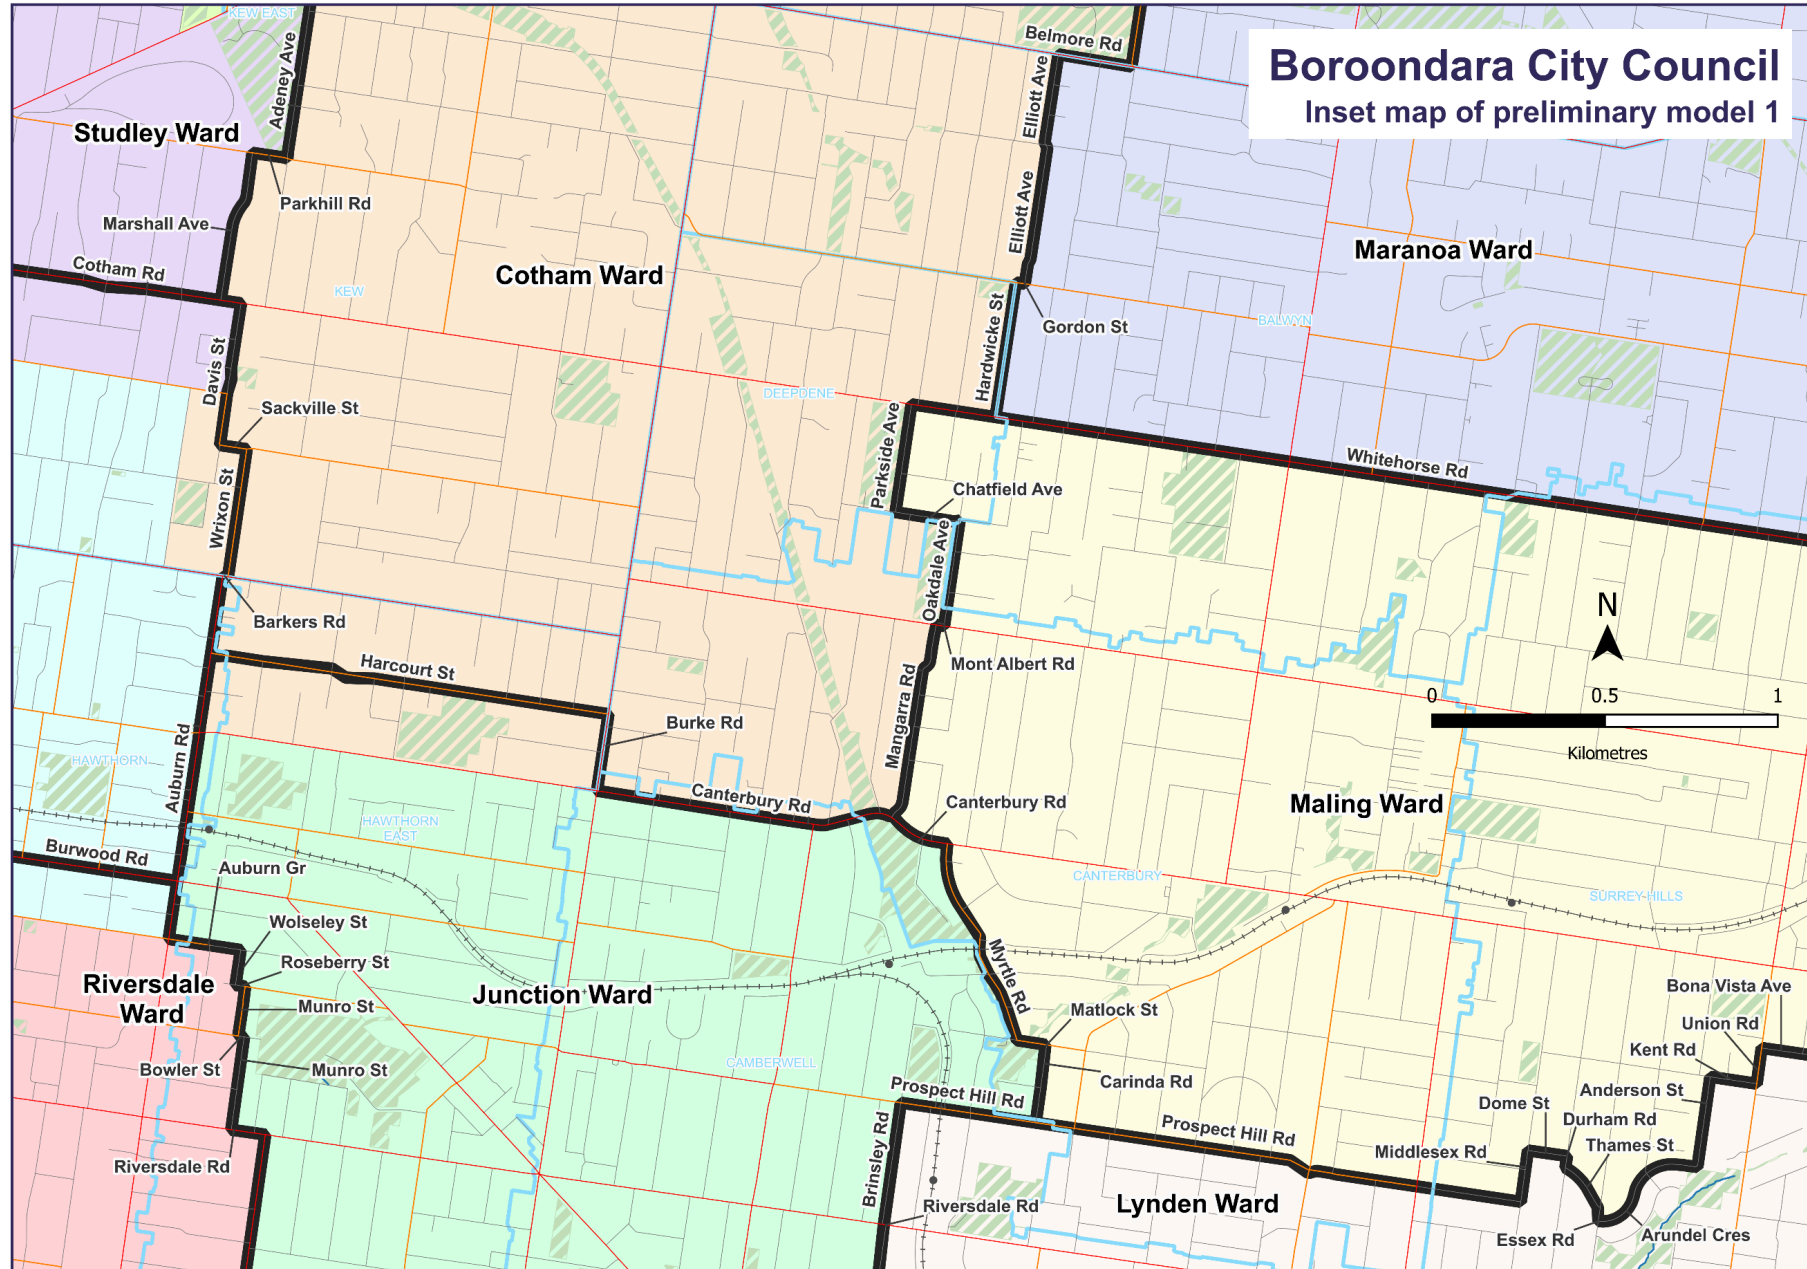 KEW EAST
Adeney Ave
Belmore Rd
Boroondara City Council
Inset map of preliminary model 1
Elliott Ave
Studley Ward
Parkhill Rd
Marshall Ave
Elliott Ave
Maranoa Ward
Cotham Rd
Cotham Ward
KEW
Hardwicke St
Gordon St
BALWYN
Davis St
DEEPDENE
Sackville St
Parkside Ave
Whitehorse Rd
Wrixon St
Chatfield Ave
Oakdale Ave
N
Barkers Rd
Harcourt St
Mont Albert Rd
Mangarra Rd
0 0.5 1
Kilometres
Burke Rd
Auburn Rd
HAWTHORN
Canterbury Rd
Canterbury Rd
Maling Ward
HAWTHORN
EAST
Burwood Rd
Auburn Gr
CANTERBURY
SURREY HILLS
Wolseley St
Roseberry St
Myrtle Rd
Riversdale
Ward
Junction Ward
Munro St
Matlock St
Bona Vista Ave
Union Rd
Kent Rd
Bowler St
Munro St
CAMBERWELL
Carinda Rd
Prospect Hill Rd
Anderson St
Dome St
Durham Rd
Prospect Hill Rd
Thames St
Middlesex Rd
Riversdale Rd
Brinsley Rd
Riversdale Rd
Lynden Ward
Essex Rd
Arundel Cres